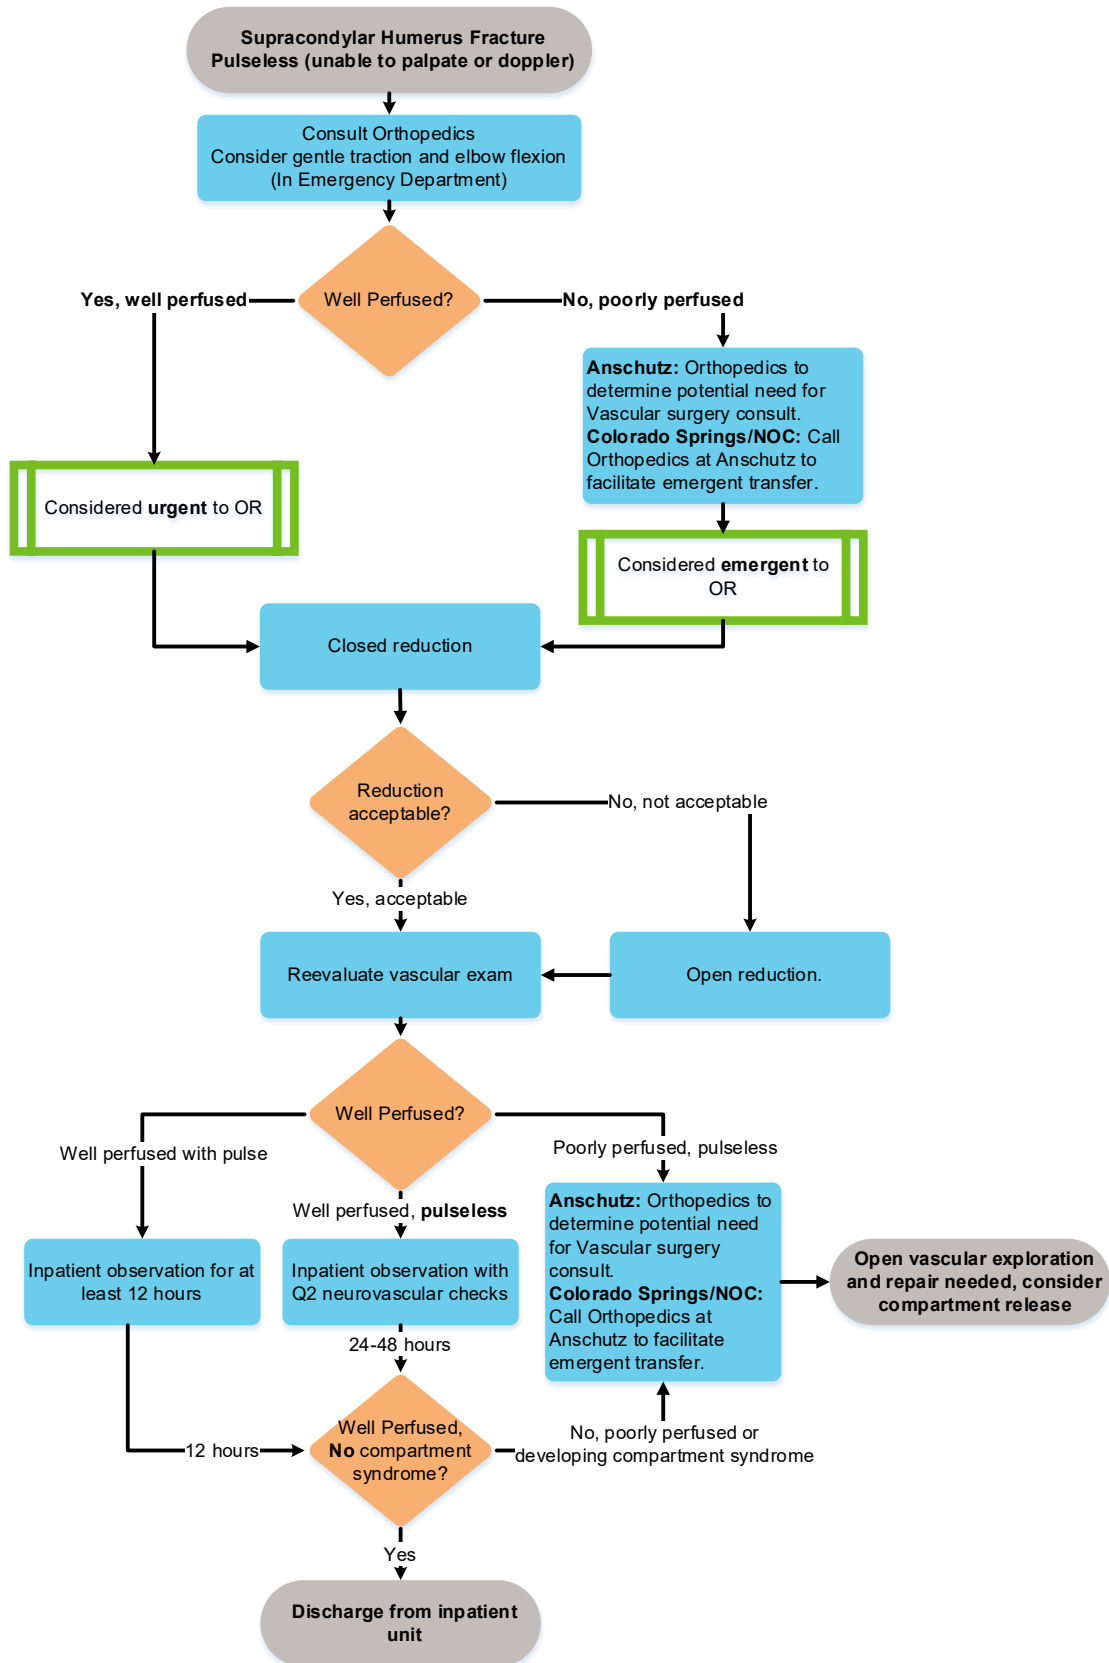 Supracondylar Humerus Fracture
Pulseless (unable to palpate or doppler)
Consult Orthopedics
Consider gentle traction and elbow flexion
(In Emergency Department)
Well Perfused?
Yes, well perfused
No, poorly perfused
Anschutz: Orthopedics to
determine potential need for
Vascular surgery consult.
Colorado Springs/NOC: Call
Orthopedics at Anschutz to
facilitate emergent transfer.
Considered urgent to OR
Considered emergent to
OR
Closed reduction
Reduction
acceptable?
No, not acceptable
Yes, acceptable
Reevaluate vascular exam
Open reduction.
Well Perfused?
Well perfused with pulse
Well perfused, pulseless
Poorly perfused, pulseless
Inpatient observation for at
least 12 hours
Inpatient observation with
Q2 neurovascular checks
Anschutz: Orthopedics to
determine potential need
for Vascular surgery
consult.
Colorado Springs/NOC:
Call Orthopedics at
Anschutz to facilitate
emergent transfer.
Open vascular exploration
and repair needed, consider
compartment release
24-48 hours
12 hours
Well Perfused,
No compartment
syndrome?
No, poorly perfused or
developing compartment syndrome
Yes
Discharge from inpatient
unit